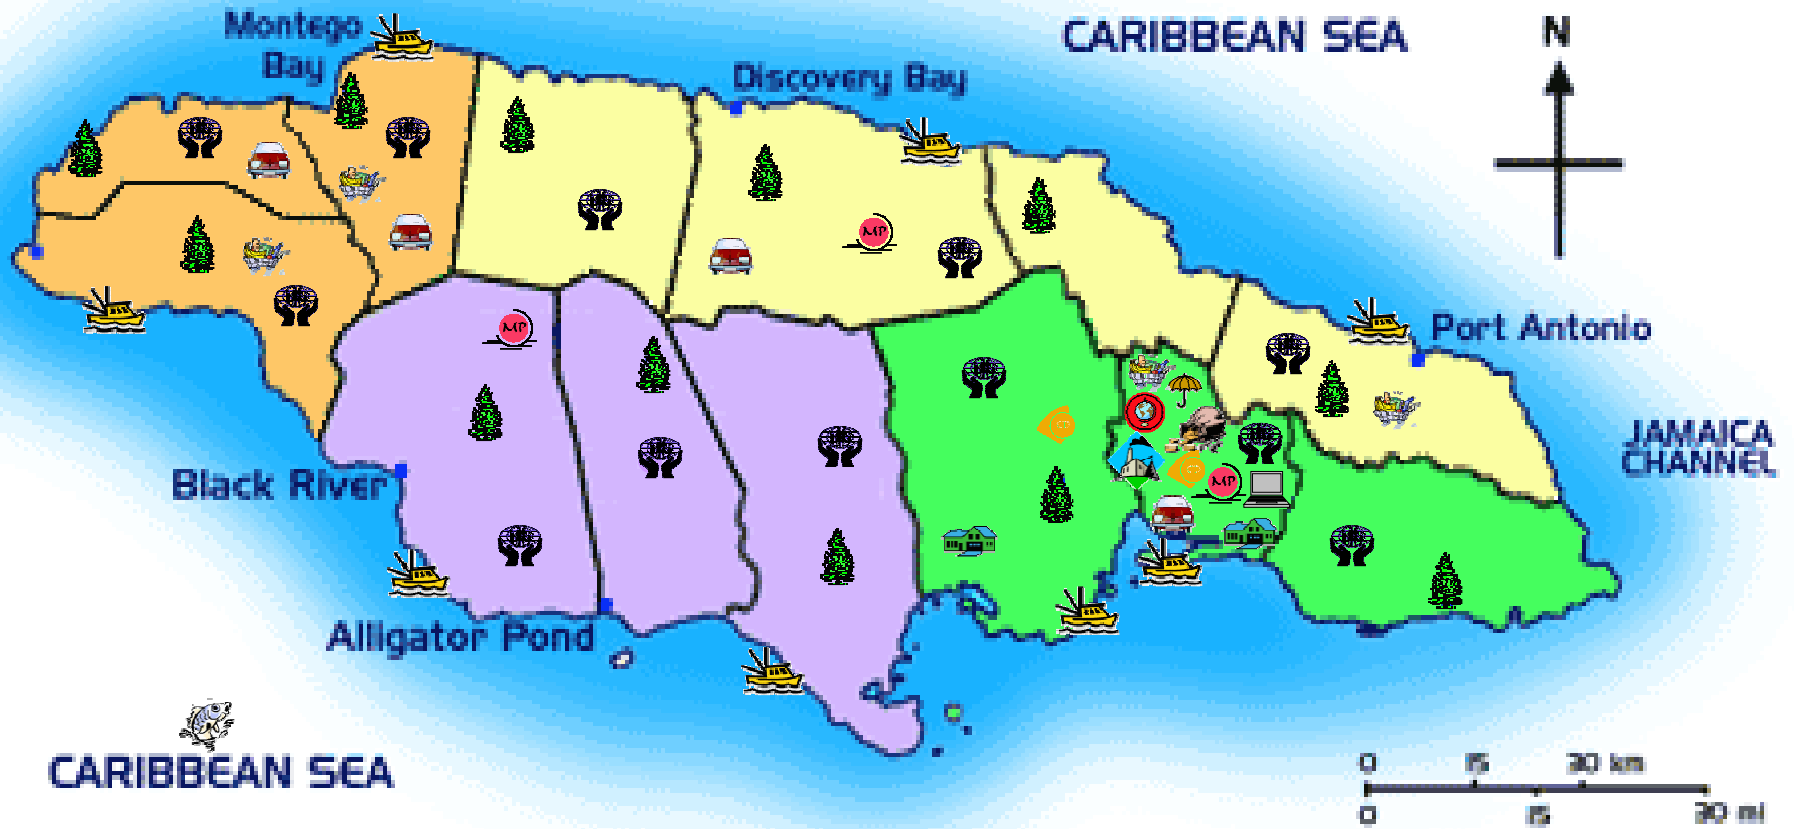 Montego
Bay
CARIBBEAN SEA
N
Discovery Bay
MP
MP
Port Antonio
JAMAICA
CHANNEL
Black River
MP
Alligator Pond
CARIBBEAN SEA
0 15 30 km
0 15 30 mi